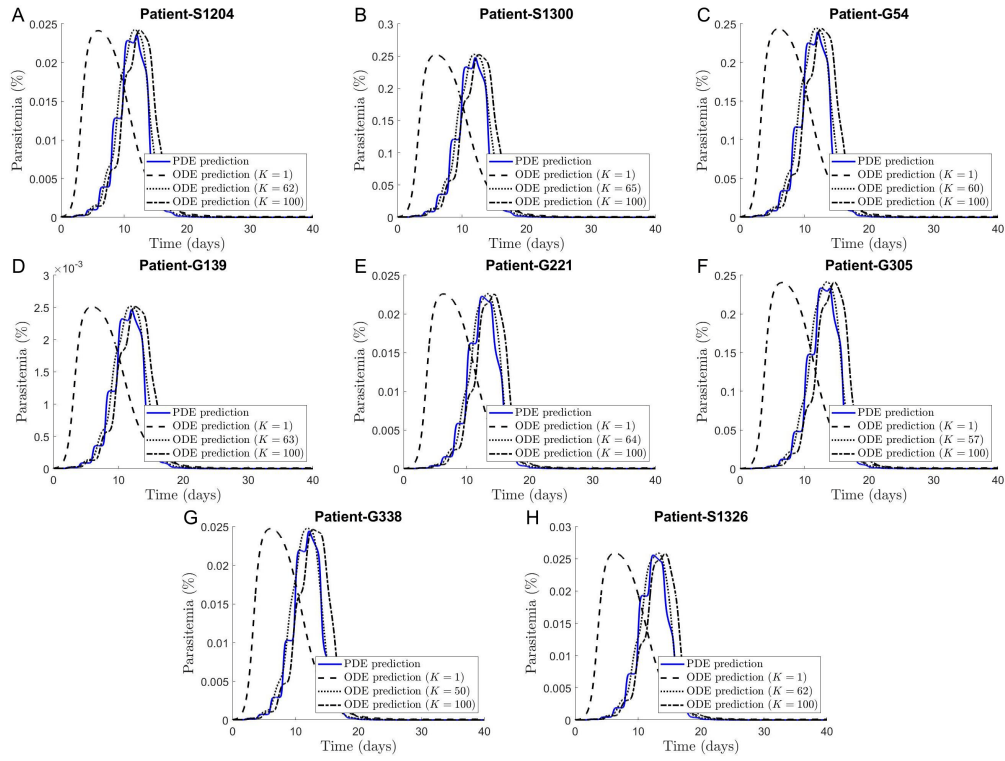 A
Patient-S1204
0.025
0.02
0.015
0.01
0.005
0
Parasitemia (%)
PDE prediction
ODE prediction (K = 1)
ODE prediction (K = 62)
ODE prediction (K = 100)
0 10 20 30 40
Time (days)
B
Patient-S1300
0.3
0.25
0.2
0.15
0.1
0.05
0
Parasitemia (%)
PDE prediction
ODE prediction (K = 1)
ODE prediction (K = 65)
ODE prediction (K = 100)
0 10 20 30 40
Time (days)
C
Patient-G54
0.25
0.2
0.15
0.1
0.05
0
Parasitemia (%)
PDE prediction
ODE prediction (K = 1)
ODE prediction (K = 60)
ODE prediction (K = 100)
0 10 20 30 40
Time (days)
D
Patient-G139
×10⁻³
3
2.5
2
1.5
1
0.5
0
Parasitemia (%)
PDE prediction
ODE prediction (K = 1)
ODE prediction (K = 63)
ODE prediction (K = 100)
0 10 20 30 40
Time (days)
E
Patient-G221
0.025
0.02
0.015
0.01
0.005
0
Parasitemia (%)
PDE prediction
ODE prediction (K = 1)
ODE prediction (K = 64)
ODE prediction (K = 100)
0 10 20 30 40
Time (days)
F
Patient-G305
0.25
0.2
0.15
0.1
0.05
0
Parasitemia (%)
PDE prediction
ODE prediction (K = 1)
ODE prediction (K = 57)
ODE prediction (K = 100)
0 10 20 30 40
Time (days)
G
Patient-G338
0.025
0.02
0.015
0.01
0.005
0
Parasitemia (%)
PDE prediction
ODE prediction (K = 1)
ODE prediction (K = 50)
ODE prediction (K = 100)
0 10 20 30 40
Time (days)
H
Patient-S1326
0.03
0.025
0.02
0.015
0.01
0.005
0
Parasitemia (%)
PDE prediction
ODE prediction (K = 1)
ODE prediction (K = 62)
ODE prediction (K = 100)
0 10 20 30 40
Time (days)